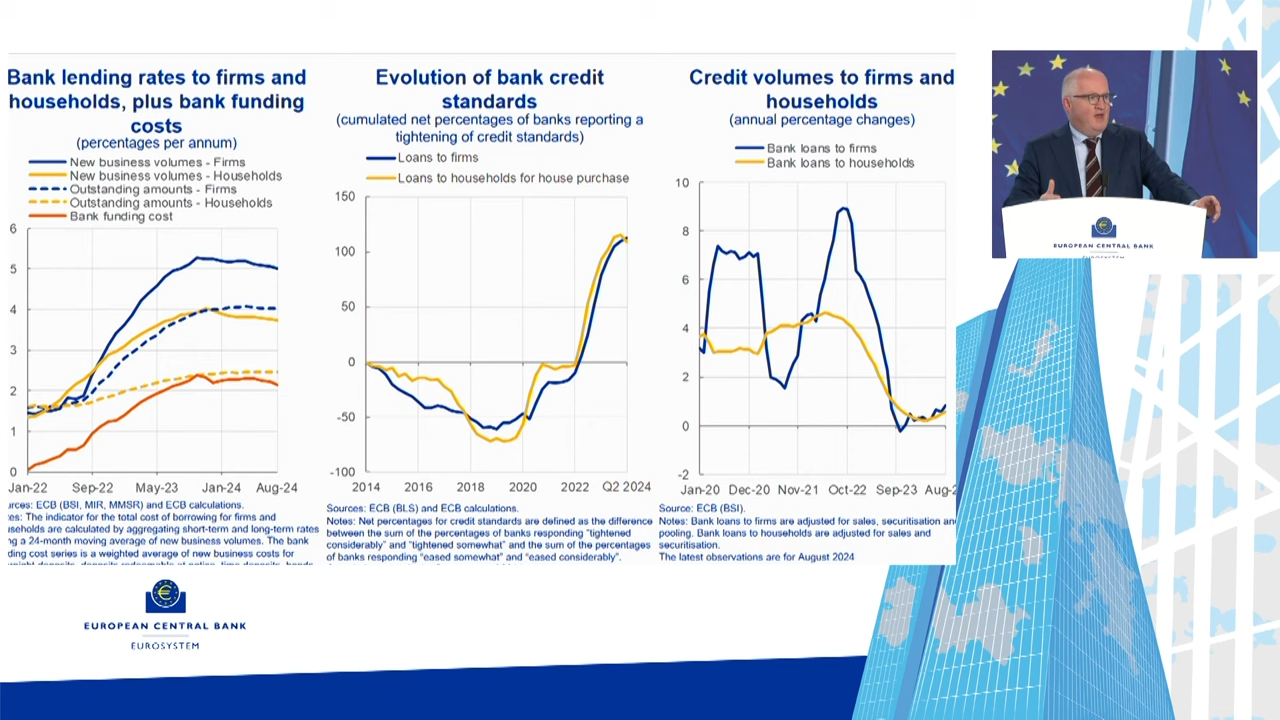 Bank lending rates to firms and
households, plus bank funding
costs
(percentages per annum)
New business volumes - Firms
New business volumes - Households
Outstanding amounts - Firms
Outstanding amounts - Households
Bank funding cost
6
5
4
3
2
1
0
Jan-22 Sep-22 May-23 Jan-24 Aug-24
ECB (BSI, MIR, MMSR) and ECB calculations.
The indicator for the total cost of borrowing for firms and
are calculated by aggregating short-term and long-term rates
a 24-month moving average of new business volumes. The bank
cost series is a weighted average of new business costs for
Evolution of bank credit
standards
(cumulated net percentages of banks reporting a
tightening of credit standards)
Loans to firms
Loans to households for house purchase
150
100
50
0
-50
-100
2014 2016 2018 2020 2022 Q2 2024
Sources: ECB (BLS) and ECB calculations.
Notes: Net percentages for credit standards are defined as the difference
between the sum of the percentages of banks responding “tightened
considerably” and “tightened somewhat” and the sum of the percentages
of banks responding “eased somewhat” and “eased considerably”.
Credit volumes to firms and
households
(annual percentage changes)
Bank loans to firms
Bank loans to households
10
8
6
4
2
0
-2
Jan-20 Dec-20 Nov-21 Oct-22 Sep-23 Aug-2
Source: ECB (BSI).
Notes: Bank loans to firms are adjusted for sales, securitisation and
pooling. Bank loans to households are adjusted for sales and
securitisation.
The latest observations are for August 2024
EUROPEAN CENTRAL BANK
EUROPEAN CENTRAL BANK
EUROSYSTEM